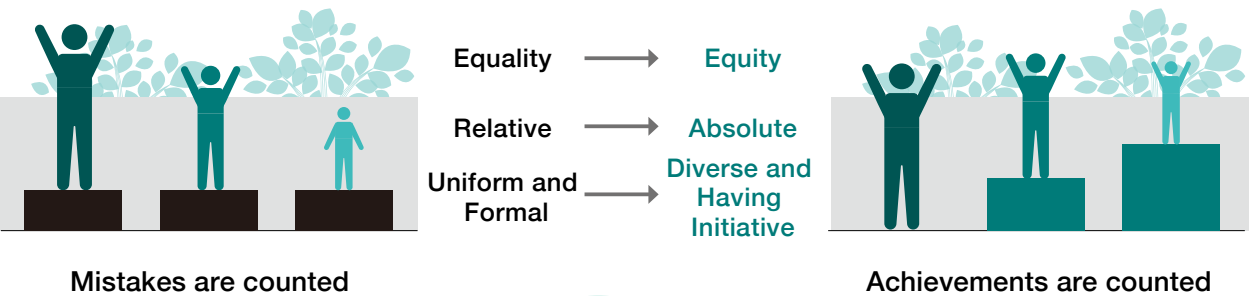 Equality
Equity
Relative
Absolute
Uniform and
Formal
Diverse and
Having
Initiative
Mistakes are counted
Achievements are counted